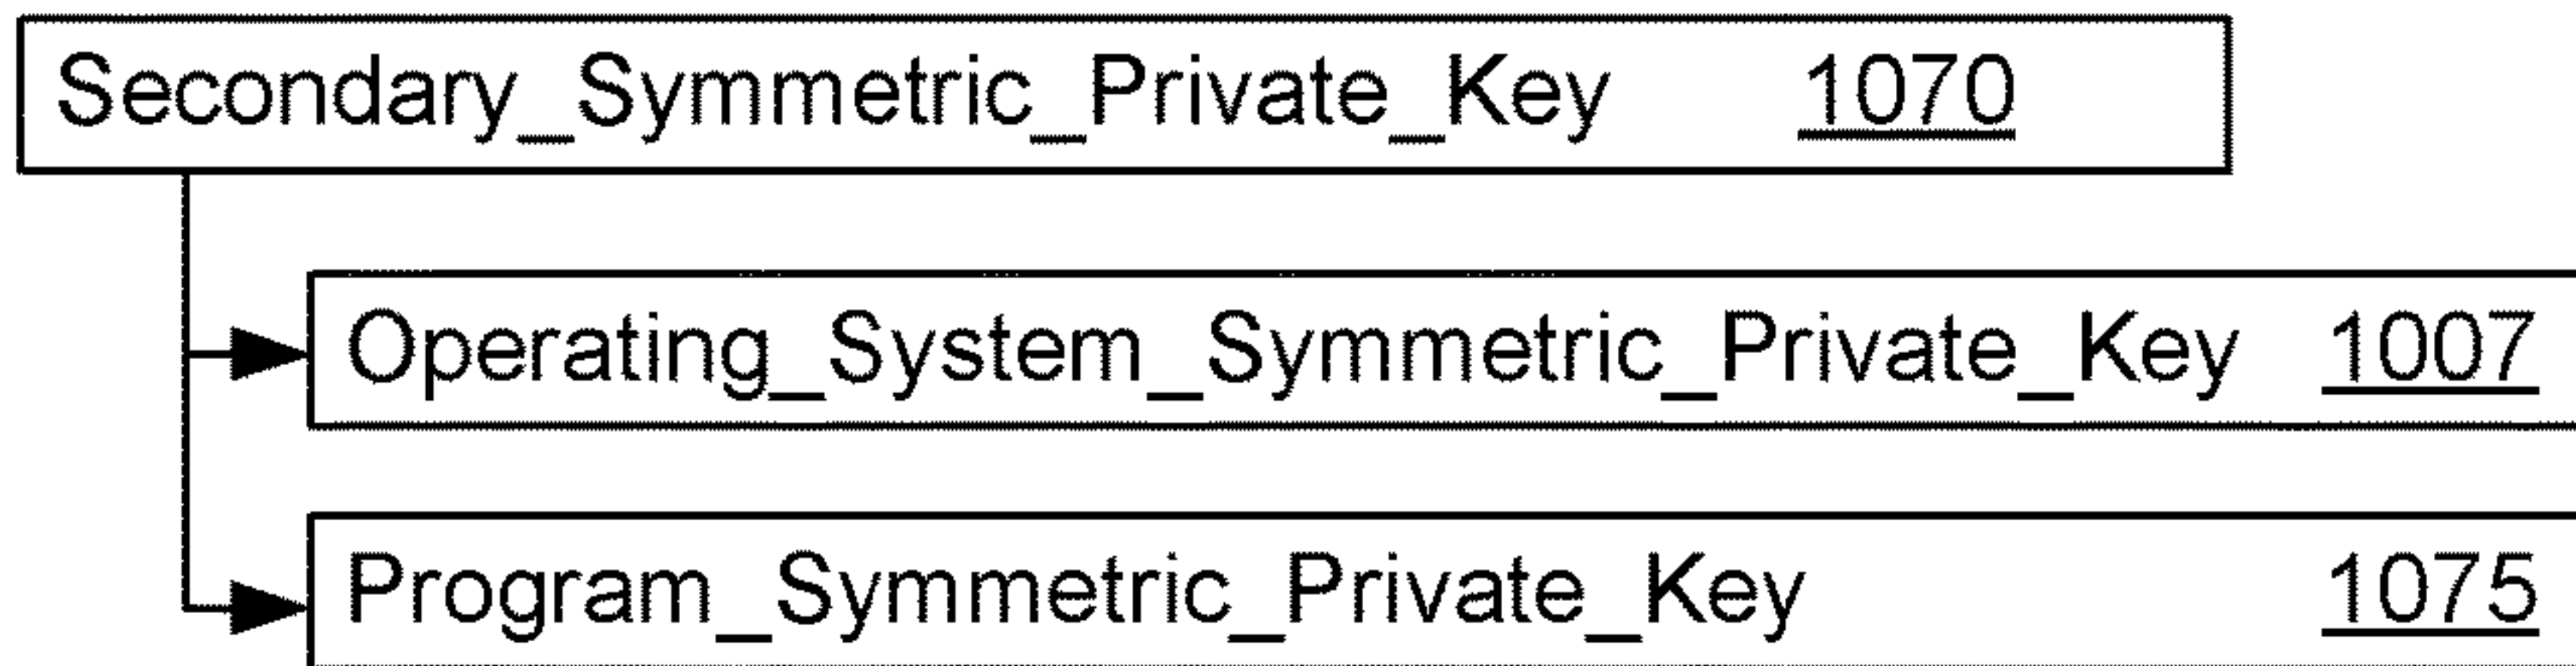 Secondary_Symmetric_Private_Key 1070
Operating_System_Symmetric_Private_Key 1007
Program_Symmetric_Private_Key 1075